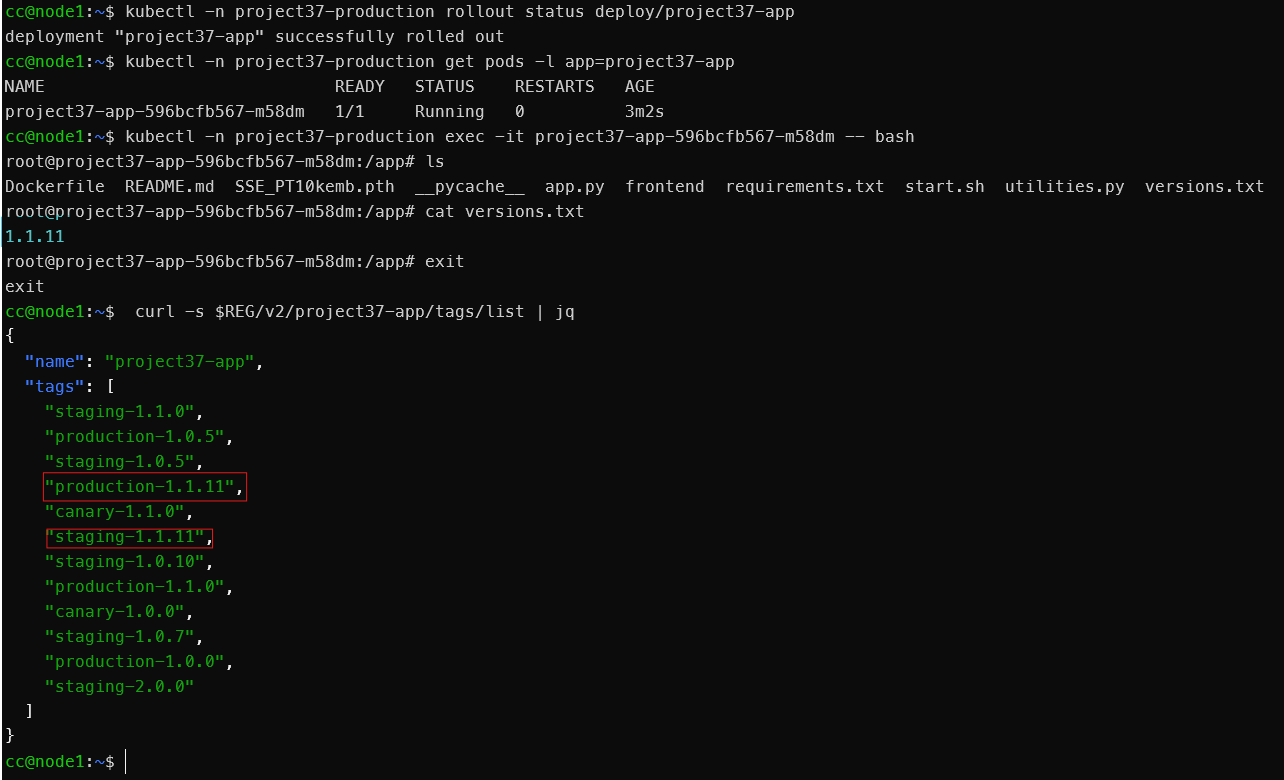 cc@node1:~$ kubectl -n project37-production rollout status deploy/project37-app
deployment "project37-app" successfully rolled out
cc@node1:~$ kubectl -n project37-production get pods -l app=project37-app
NAME                             READY   STATUS    RESTARTS   AGE
project37-app-596bcfb567-m58dm   1/1     Running   0          3m2s
cc@node1:~$ kubectl -n project37-production exec -it project37-app-596bcfb567-m58dm -- bash
root@project37-app-596bcfb567-m58dm:/app# ls
Dockerfile  README.md  SSE_PT10kemb.pth  __pycache__  app.py  frontend  requirements.txt  start.sh  utilities.py  versions.txt
root@project37-app-596bcfb567-m58dm:/app# cat versions.txt
1.1.11
root@project37-app-596bcfb567-m58dm:/app# exit
exit
cc@node1:~$  curl -s $REG/v2/project37-app/tags/list | jq
{
  "name": "project37-app",
  "tags": [
    "staging-1.1.0",
    "production-1.0.5",
    "staging-1.0.5",
    "production-1.1.11",
    "canary-1.1.0",
    "staging-1.1.11",
    "staging-1.0.10",
    "production-1.1.0",
    "canary-1.0.0",
    "staging-1.0.7",
    "production-1.0.0",
    "staging-2.0.0"
  ]
}
cc@node1:~$